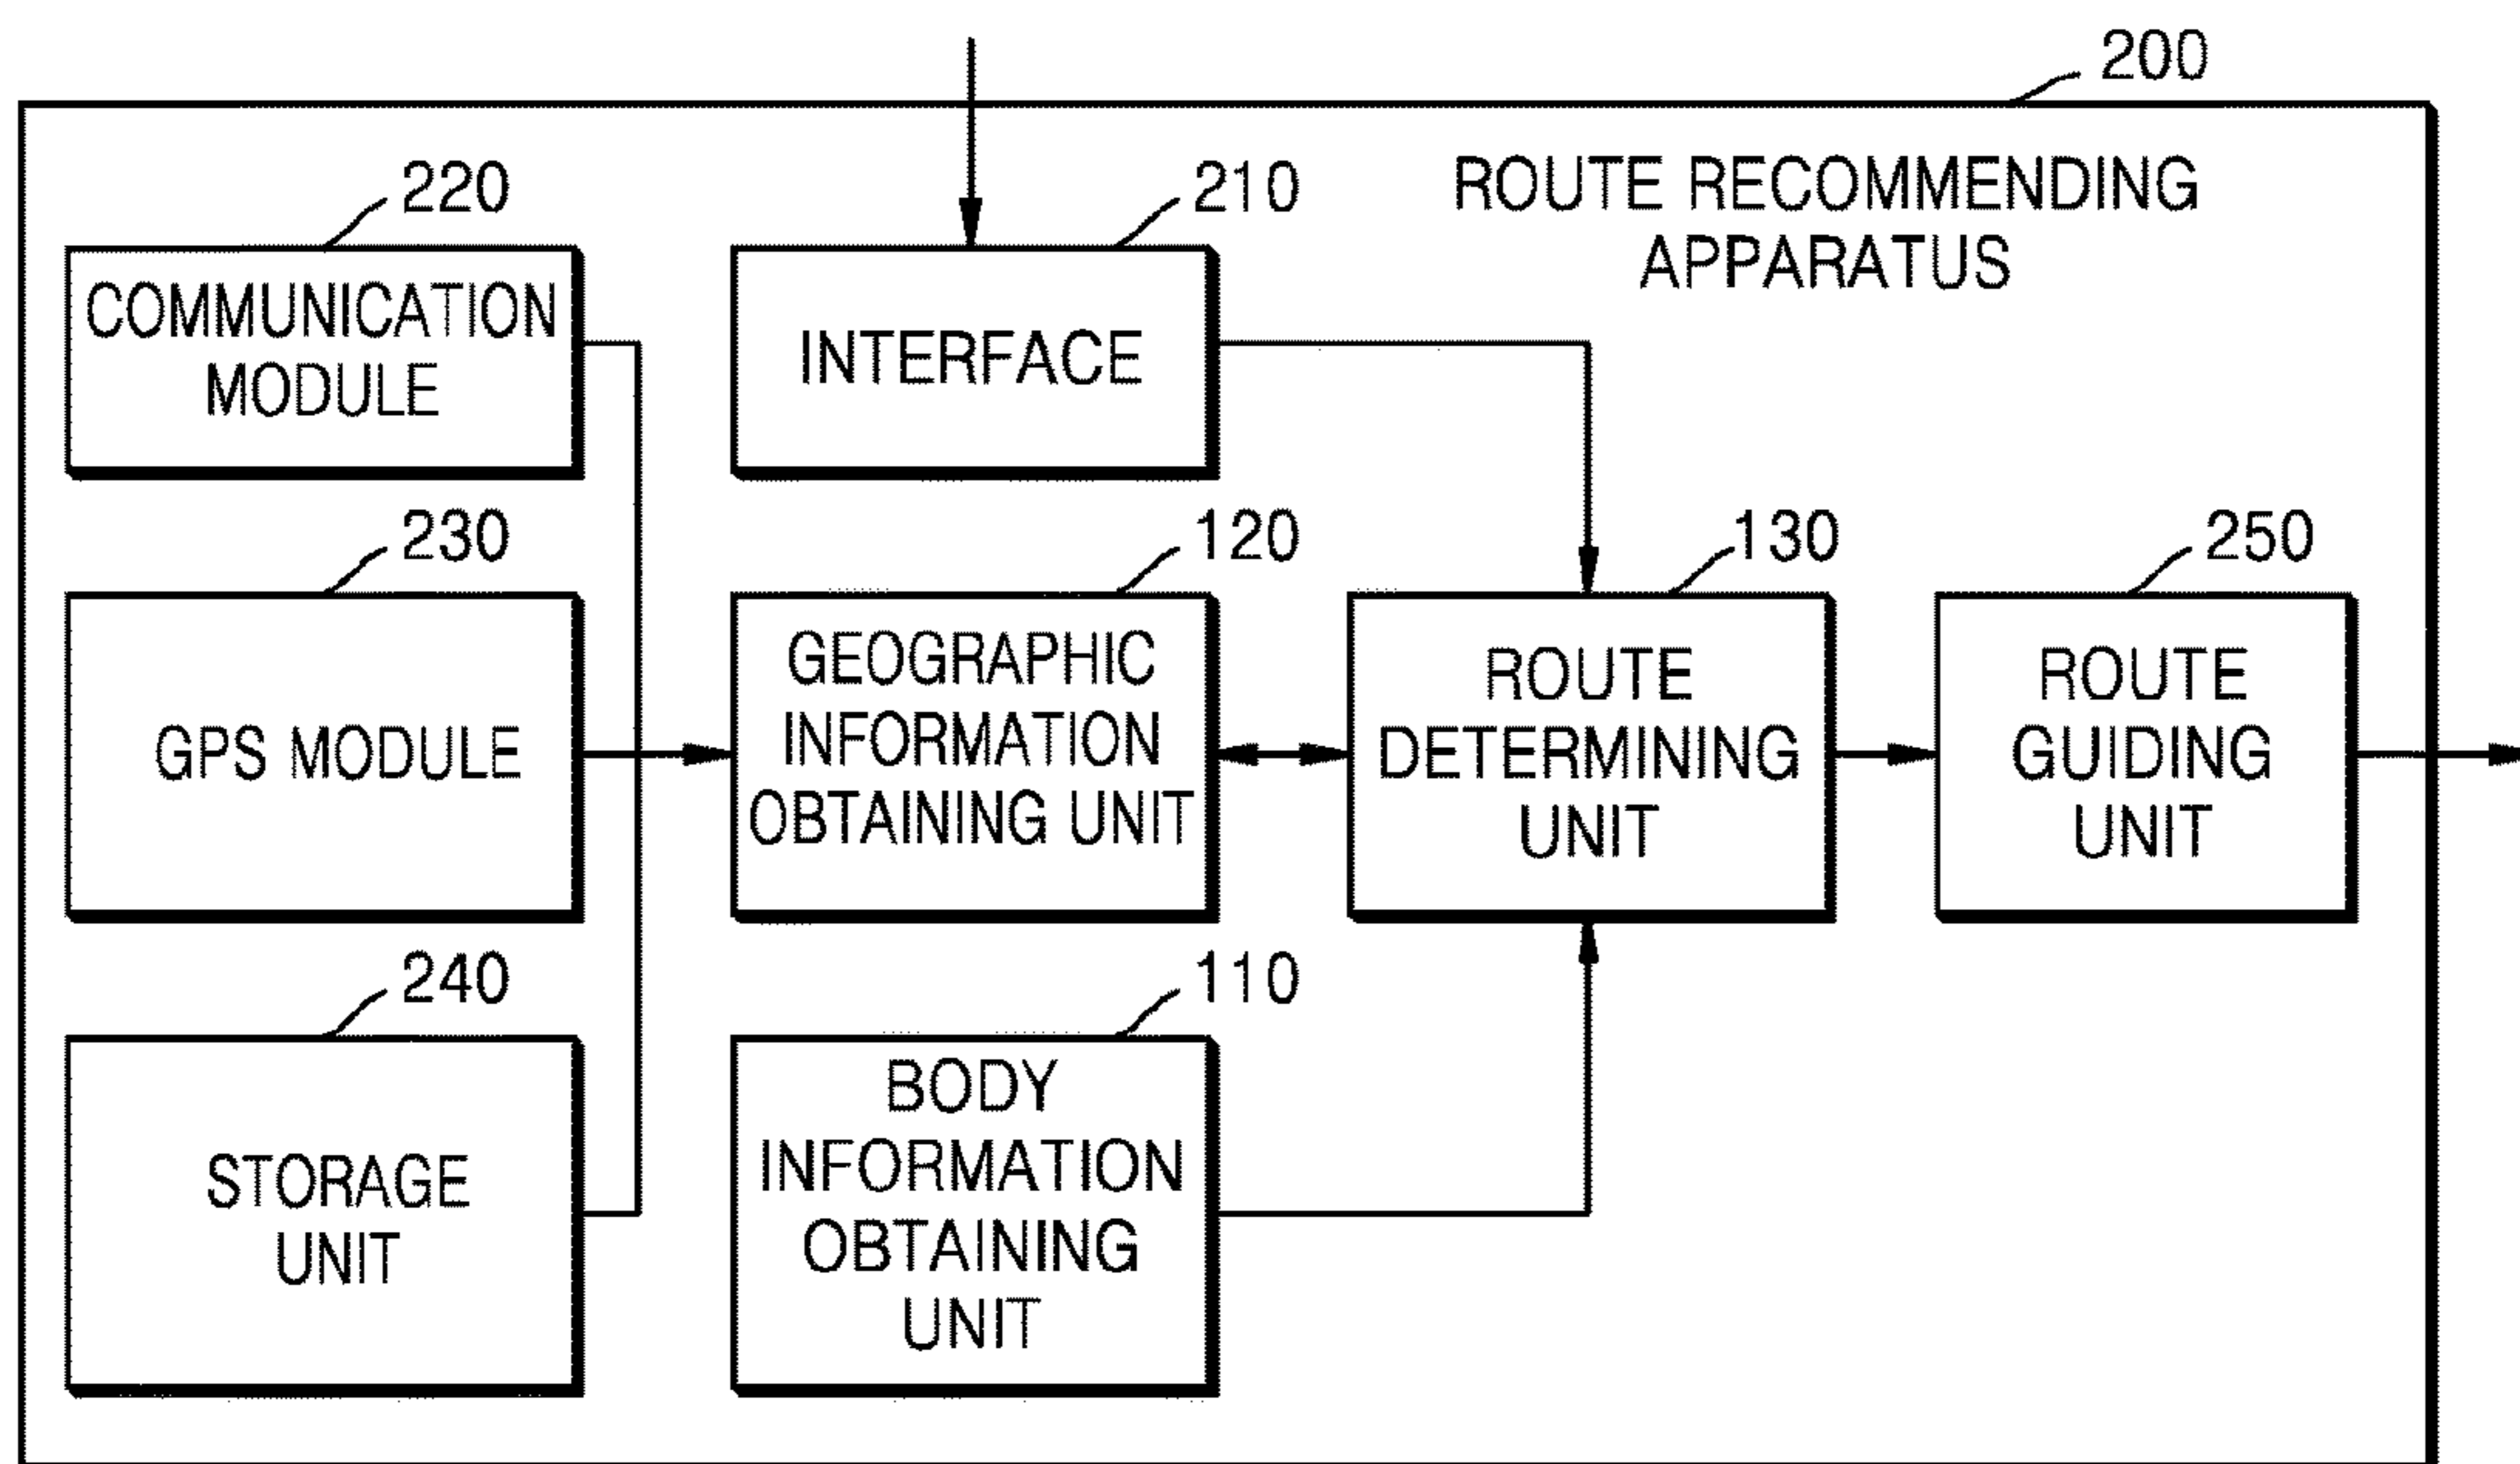 200
ROUTE RECOMMENDING
APPARATUS
220
COMMUNICATION
MODULE
210
INTERFACE
230
GPS MODULE
120
GEOGRAPHIC
INFORMATION
OBTAINING UNIT
130
ROUTE
DETERMINING
UNIT
250
ROUTE
GUIDING
UNIT
240
STORAGE
UNIT
110
BODY
INFORMATION
OBTAINING
UNIT